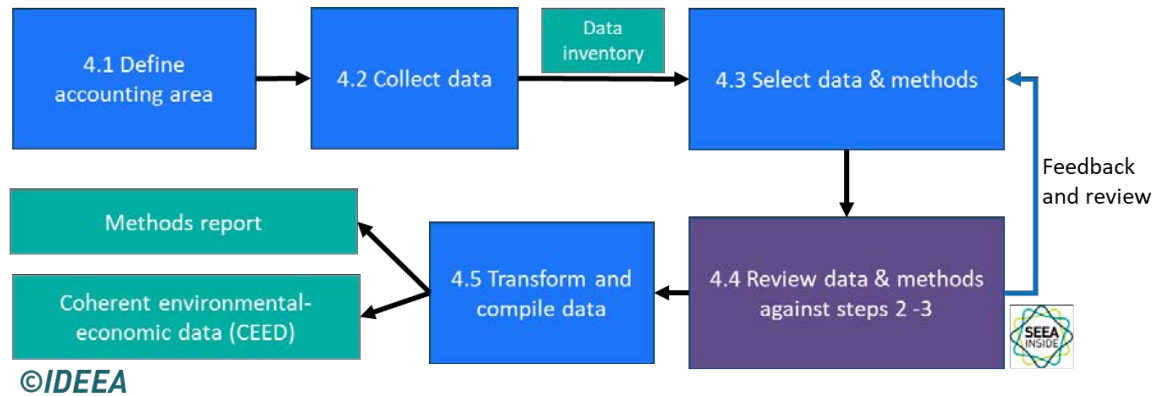 4.1 Define
accounting area
4.2 Collect data
Data
inventory
4.3 Select data & methods
Feedback
and review
4.4 Review data & methods
against steps 2 -3
SEEA
INSIDE
4.5 Transform and
compile data
Methods report
Coherent environmental-
economic data (CEED)
©IDEEA